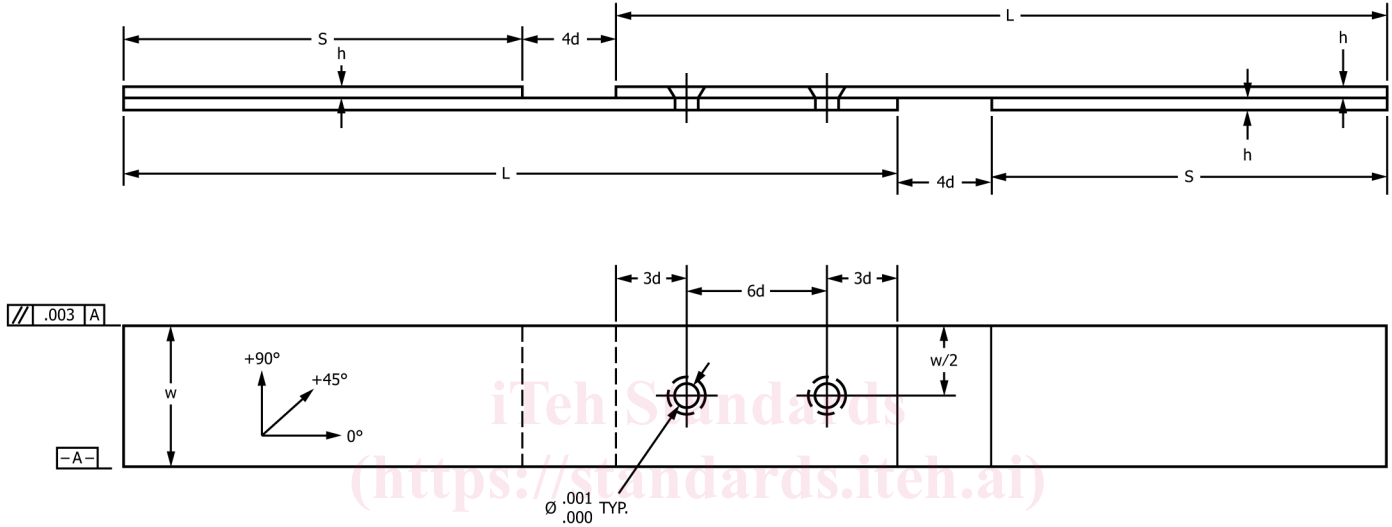 L
S
4d
h
h
h
L
4d
S
3d
6d
3d
// .003 A
w/2
+90°
+45°
w
0°
iTeh Standards
-A-
(https://standards.iteh.ai)
Ø .001 TYP.
.000